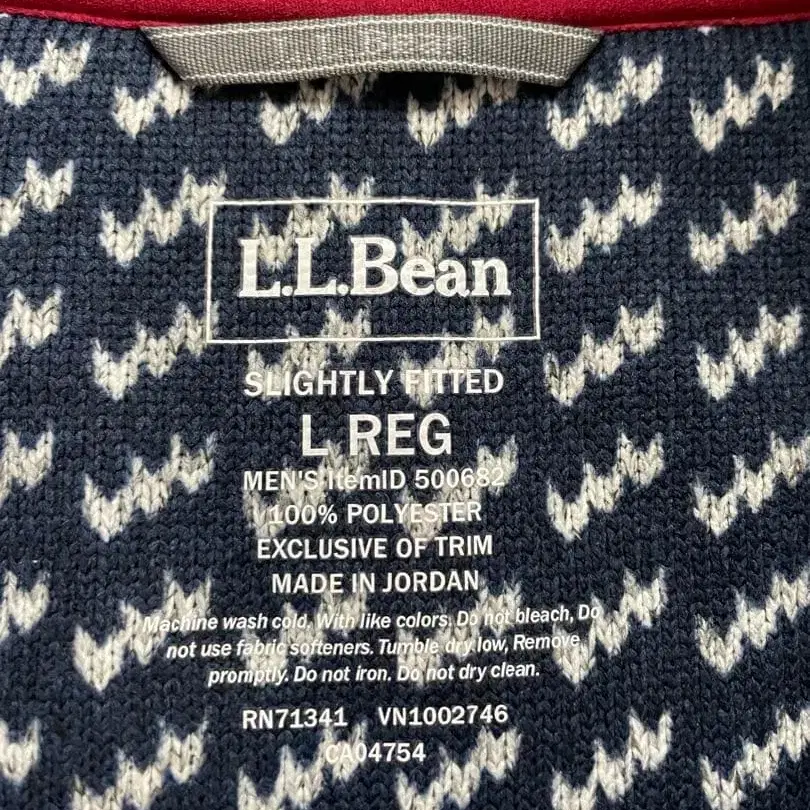 L.L.Bean
L.L.Bean
SLIGHTLY FITTED
L REG
MEN'S ItemID 500682
100% POLYESTER
EXCLUSIVE OF TRIM
MADE IN JORDAN
Machine wash cold, With like colors, Do not bleach, Do
not use fabric softeners. Tumble dry low, Remove
promptly. Do not iron. Do not dry clean.
RN71341 VN1002746
CA04754